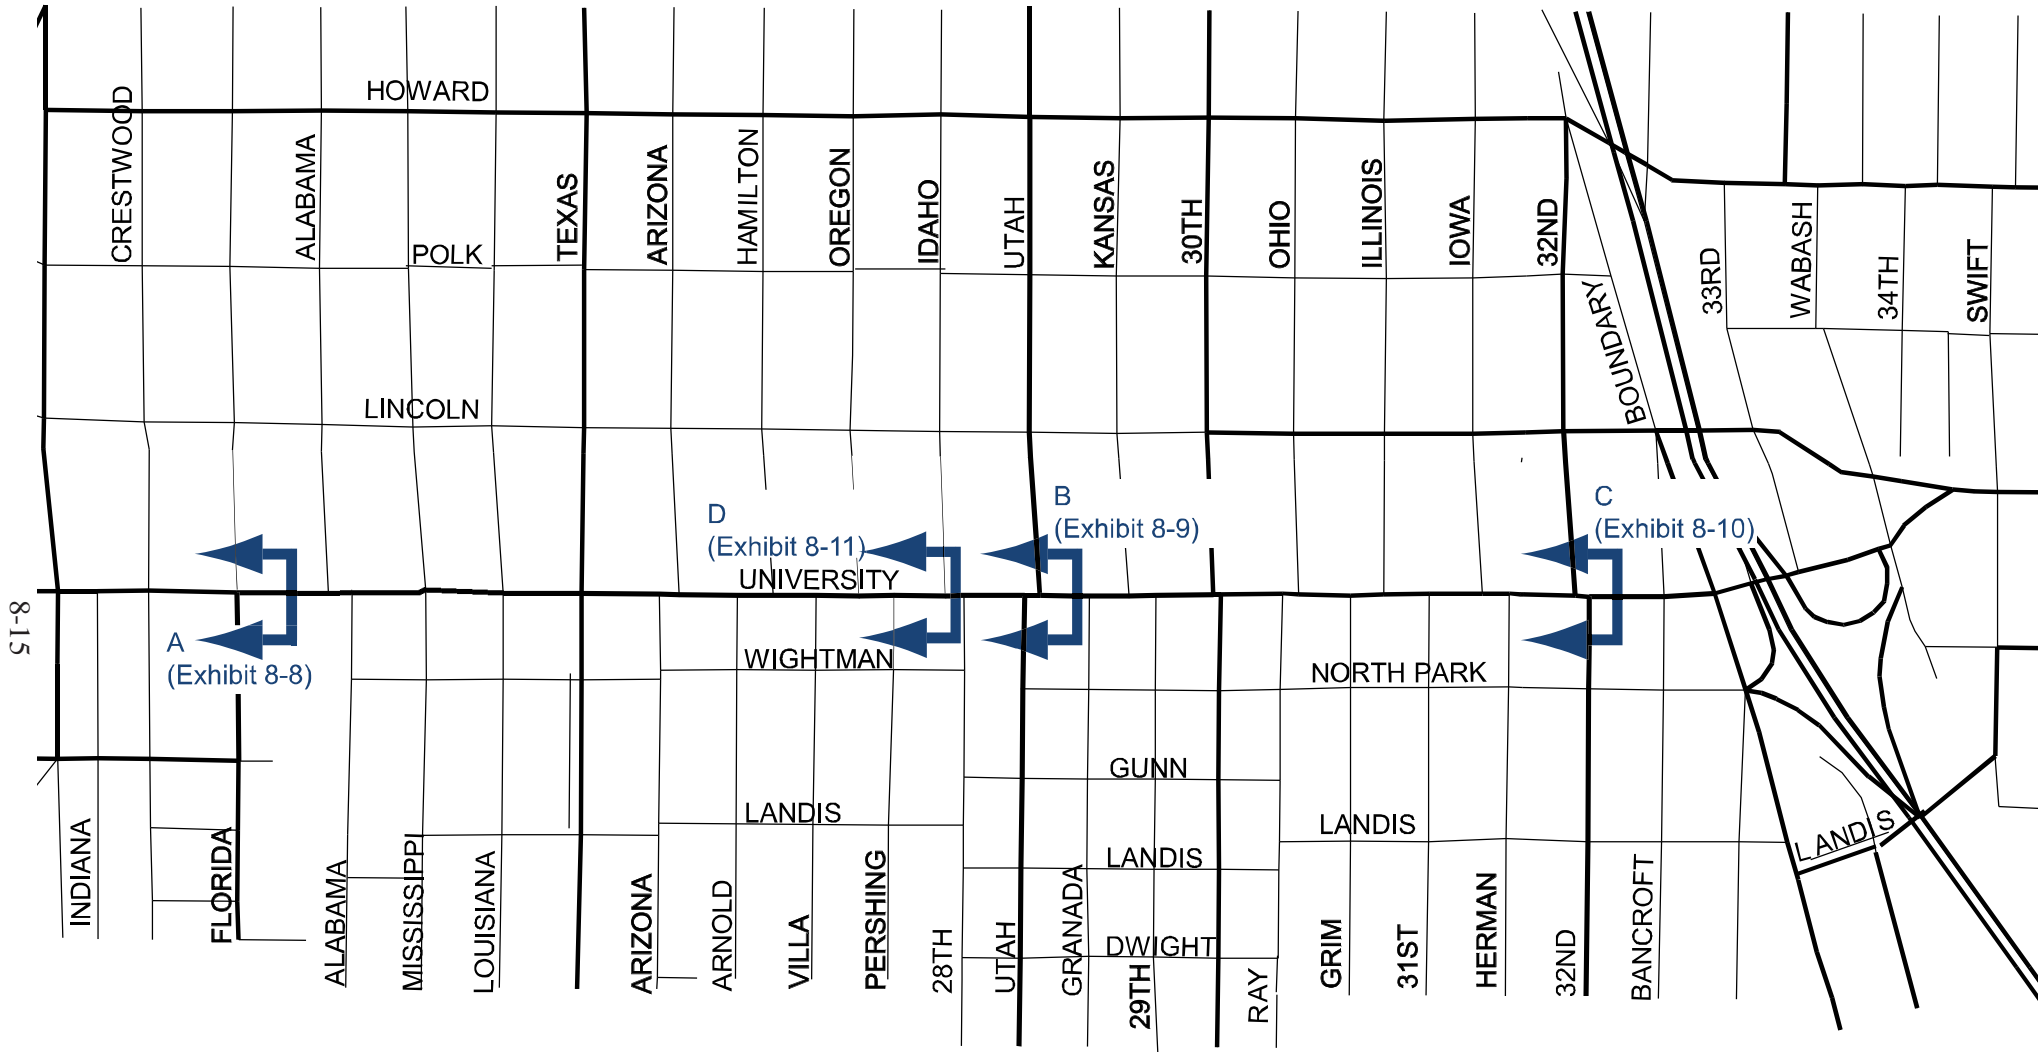 HOWARD
CRESTWOOD
ALABAMA
TEXAS
ARIZONA
HAMILTON
OREGON
IDAHO
UTAH
KANSAS
30TH
OHIO
ILLINOIS
IOWA
32ND
BOUNDARY
33RD
WABASH
34TH
SWIFT
POLK
LINCOLN
D
(Exhibit 8-11)
B
(Exhibit 8-9)
C
(Exhibit 8-10)
UNIVERSITY
8-15
A
(Exhibit 8-8)
WIGHTMAN
NORTH PARK
GUNN
LANDIS
LANDIS
LANDIS
LANDIS
DWIGHT
INDIANA
FLORIDA
ALABAMA
MISSISSIPPI
LOUISIANA
ARIZONA
ARNOLD
VILLA
PERSHING
28TH
UTAH
GRANADA
29TH
RAY
GRIM
31ST
HERMAN
32ND
BANCROFT